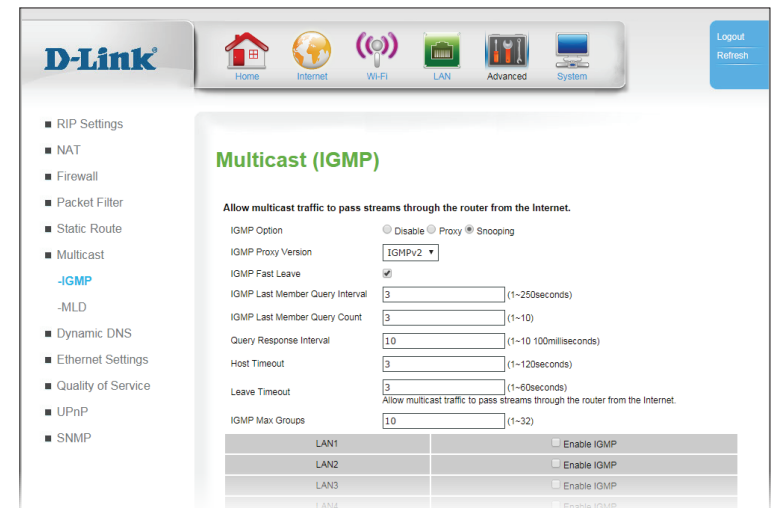 D-Link®
Home Internet Wi-Fi LAN Advanced System
Logout
Refresh
RIP Settings
NAT
Firewall
Packet Filter
Static Route
Multicast
-IGMP
-MLD
Dynamic DNS
Ethernet Settings
Quality of Service
UPnP
SNMP
Multicast (IGMP)
Allow multicast traffic to pass streams through the router from the Internet.
IGMP Option Disable Proxy Snooping
IGMP Proxy Version IGMPv2
IGMP Fast Leave
IGMP Last Member Query Interval 3 (1~250seconds)
IGMP Last Member Query Count 3 (1~10)
Query Response Interval 10 (1~10 100milliseconds)
Host Timeout 3 (1~120seconds)
Leave Timeout 3 (1~60seconds)
Allow multicast traffic to pass streams through the router from the Internet.
IGMP Max Groups 10 (1~32)
LAN1 Enable IGMP
LAN2 Enable IGMP
LAN3 Enable IGMP
LAN4 Enable IGMP